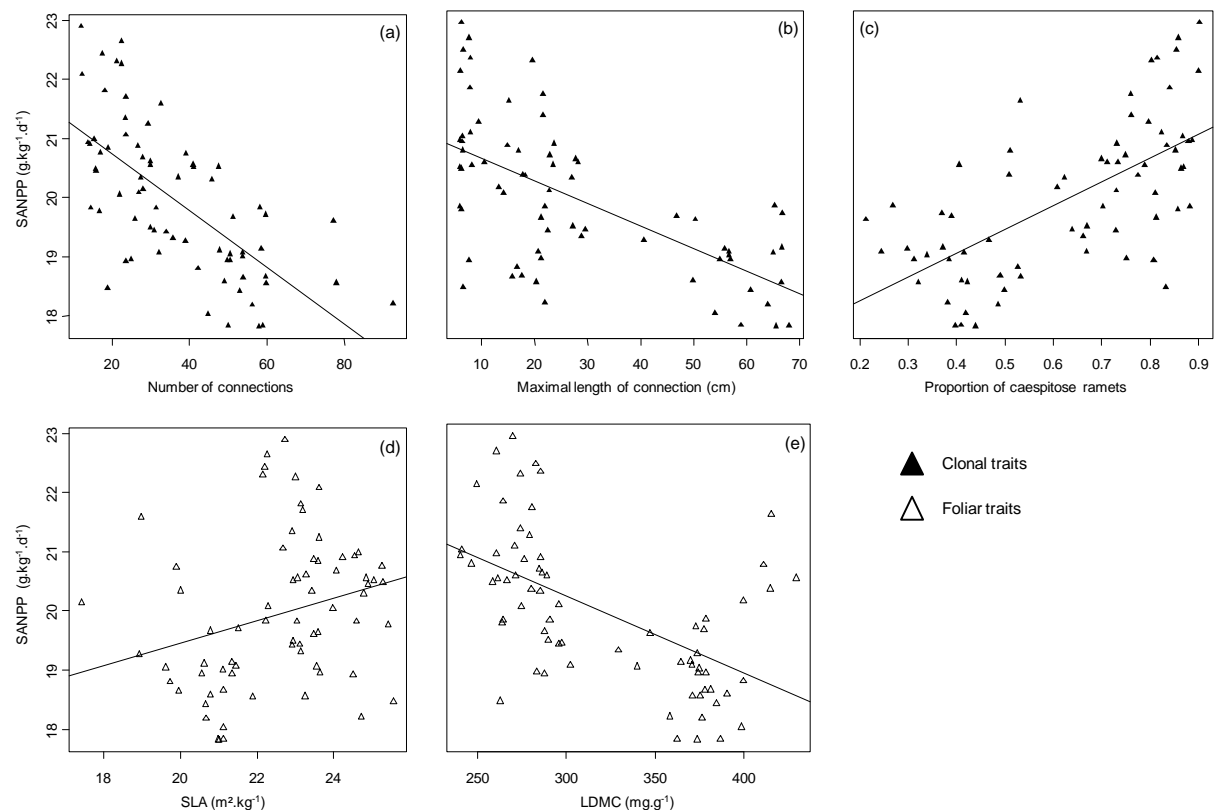 (a)
(b)
(c)
SANPP (g.kg⁻¹.d⁻¹)
23
22
21
20
19
18
20 40 60 80
10 20 30 40 50 60 70
0.2 0.3 0.4 0.5 0.6 0.7 0.8 0.9
Number of connections
Maximal length of connection (cm)
Proportion of caespitose ramets
(d)
(e)
SANPP (g.kg⁻¹.d⁻¹)
23
22
21
20
19
18
18 20 22 24
250 300 350 400
SLA (m².kg⁻¹)
LDMC (mg.g⁻¹)
Clonal traits
Foliar traits